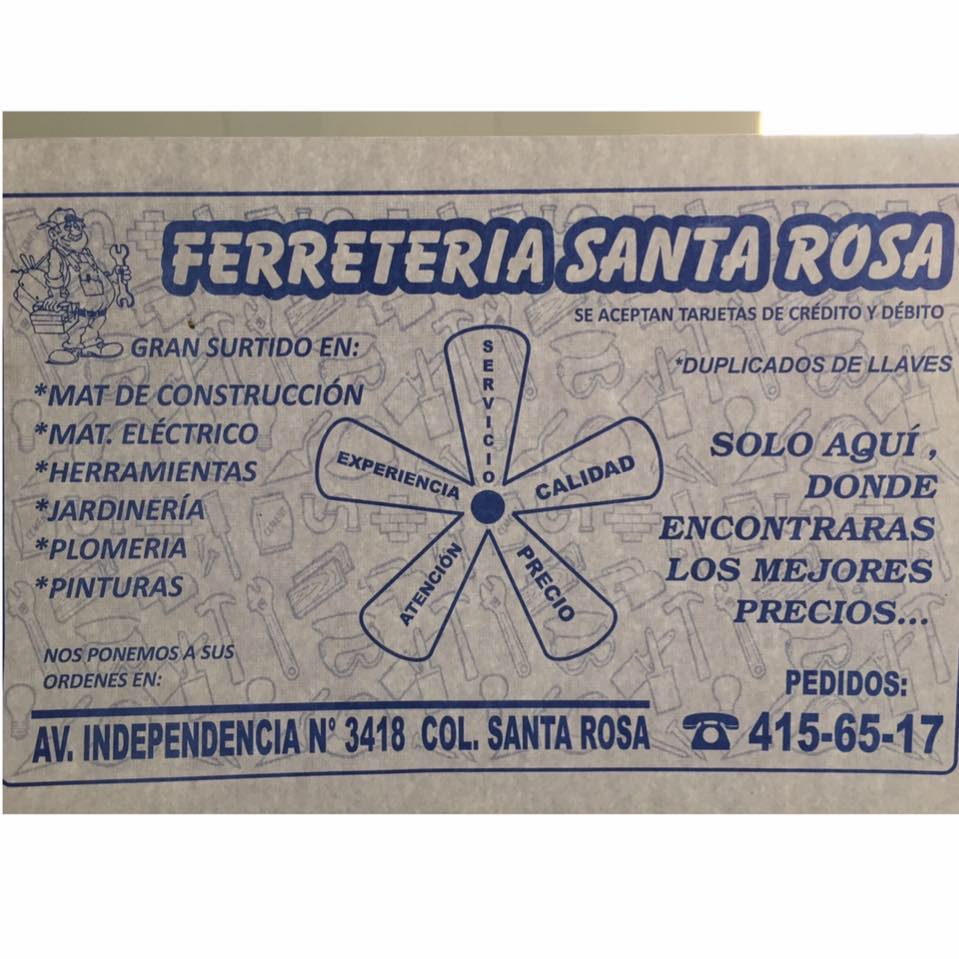 FERRETERIA SANTA ROSA
SE ACEPTAN TARJETAS DE CRÉDITO Y DÉBITO
GRAN SURTIDO EN:
*MAT DE CONSTRUCCIÓN
*MAT. ELÉCTRICO
*HERRAMIENTAS
*JARDINERÍA
*PLOMERIA
*PINTURAS
SERVICIO
EXPERIENCIA
CALIDAD
ATENCIÓN
PRECIO
*DUPLICADOS DE LLAVES
SOLO AQUÍ ,
DONDE
ENCONTRARAS
LOS MEJORES
PRECIOS...
NOS PONEMOS A SUS
ORDENES EN:
AV. INDEPENDENCIA N° 3418 COL. SANTA ROSA
PEDIDOS:
☎ 415-65-17